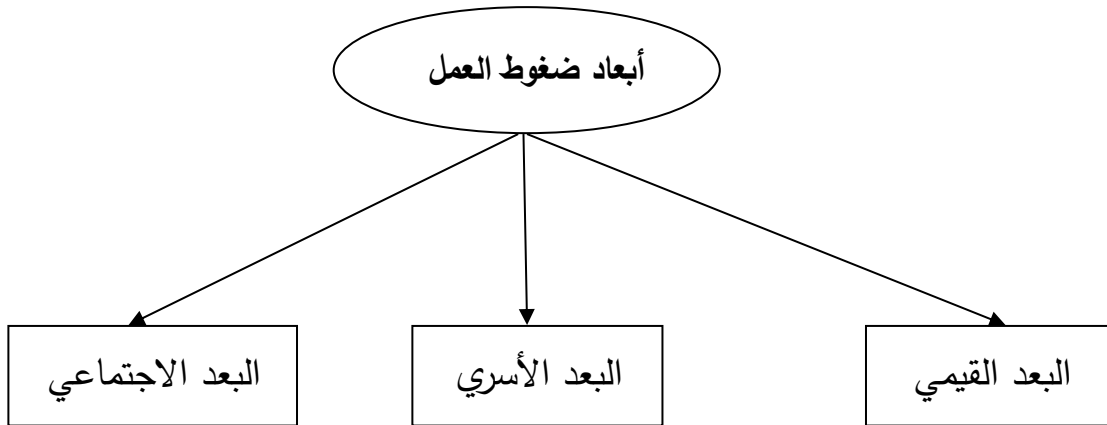 أبعاد ضغوط العمل
البعد القيمي
البعد الأسري
البعد الاجتماعي